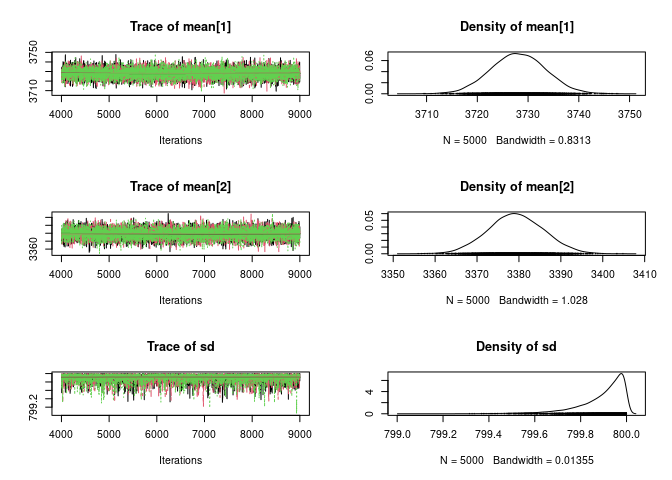 Trace of mean[1]
3750
3710
4000 5000 6000 7000 8000 9000
Iterations
Density of mean[1]
0.06
0.00
3710 3720 3730 3740 3750
N = 5000 Bandwidth = 0.8313
Trace of mean[2]
3360
4000 5000 6000 7000 8000 9000
Iterations
Density of mean[2]
0.05
0.00
3350 3360 3370 3380 3390 3400 3410
N = 5000 Bandwidth = 1.028
Trace of sd
799.2
4000 5000 6000 7000 8000 9000
Iterations
Density of sd
4
0
799.0 799.2 799.4 799.6 799.8 800.0
N = 5000 Bandwidth = 0.01355